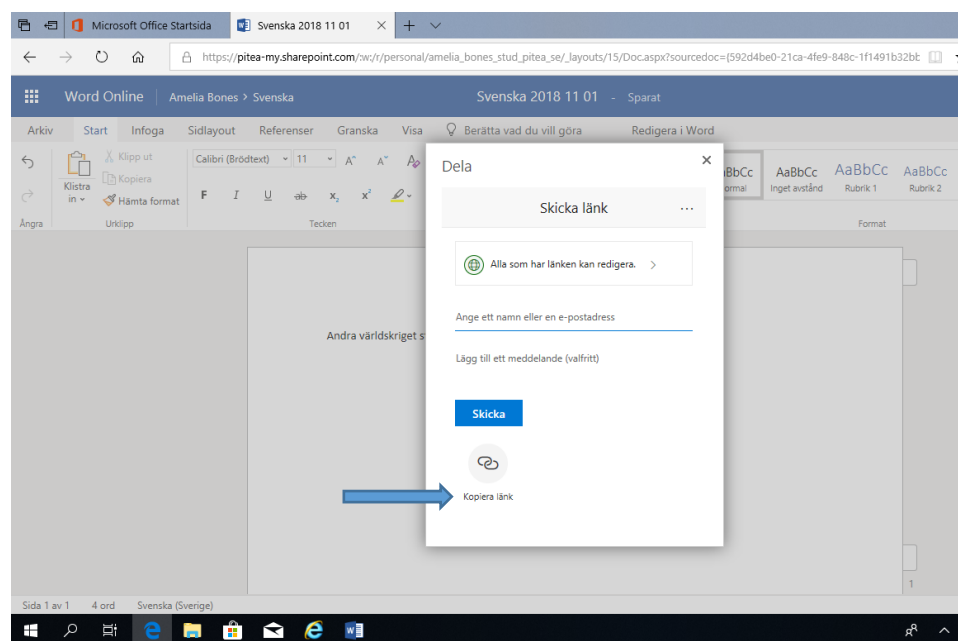 Microsoft Office Startsida
Svenska 2018 11 01
https://pitea-my.sharepoint.com/:w:/r/personal/amelia_bones_stud_pitea_se/_layouts/15/Doc.aspx?sourcedoc={592d4be0-21ca-4fe9-848c-1f1491b32bb
Word Online
Amelia Bones > Svenska
Svenska 2018 11 01 - Sparat
Arkiv Start Infoga Sidlayout Referenser Granska Visa Berätta vad du vill göra Redigera i Word
Klistra in
Klipp ut
Kopiera
Hämta format
Calibri (Brödtext) 11 A A
F I U ab x₂ x²
AaBbCc AaBbCc AaBbCc
Inget avstånd Rubrik 1 Rubrik 2
Ångra Urklipp Tecken Format
Dela
Skicka länk ...
Alla som har länken kan redigera. >
Ange ett namn eller en e-postadress
Andra världskriget s
Lägg till ett meddelande (valfritt)
Skicka
Kopiera länk
1
Sida 1 av 1 4 ord Svenska (Sverige)